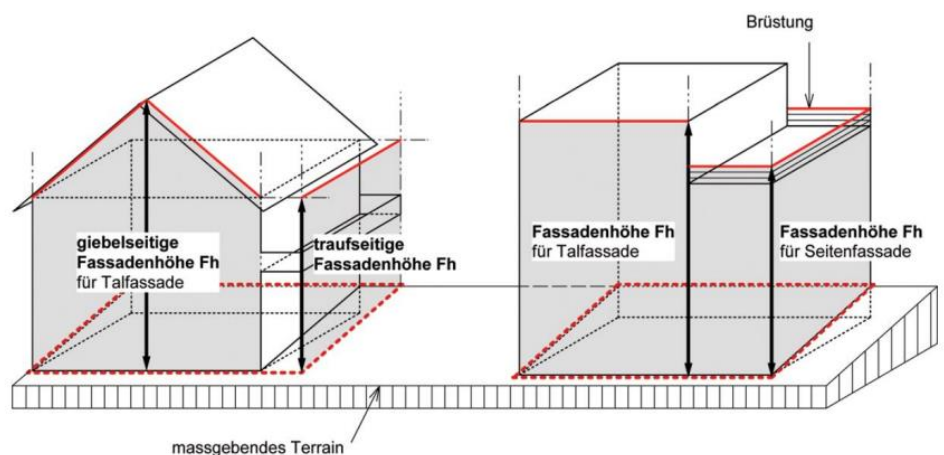 Brüstung
giebelseitige
Fassadenhöhe Fh
für Talfassade
traufseitige
Fassadenhöhe Fh
Fassadenhöhe Fh
für Talfassade
Fassadenhöhe Fh
für Seitenfassade
massgebendes Terrain